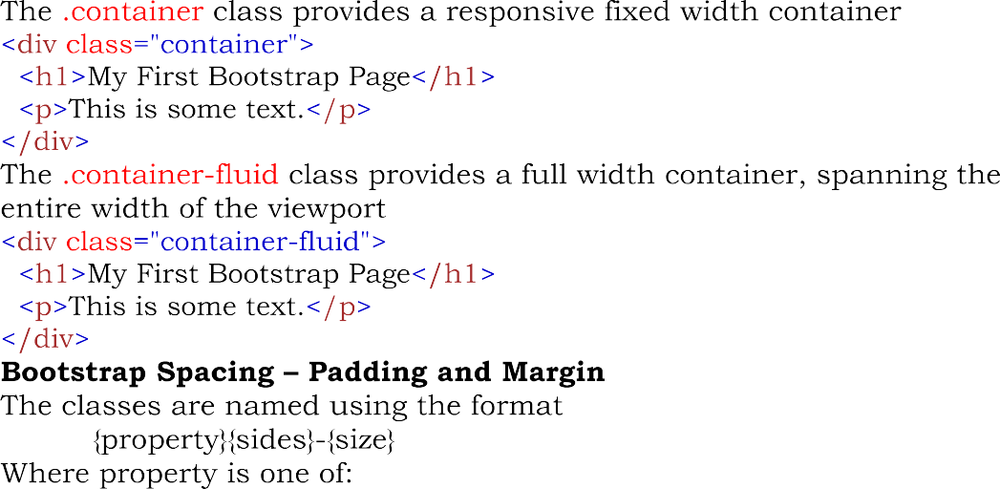 The .container class provides a responsive fixed width container
<div class="container">
  <h1>My First Bootstrap Page</h1>
  <p>This is some text.</p>
</div>
The .container-fluid class provides a full width container, spanning the
entire width of the viewport
<div class="container-fluid">
  <h1>My First Bootstrap Page</h1>
  <p>This is some text.</p>
</div>
Bootstrap Spacing – Padding and Margin
The classes are named using the format
{property}{sides}-{size}
Where property is one of: